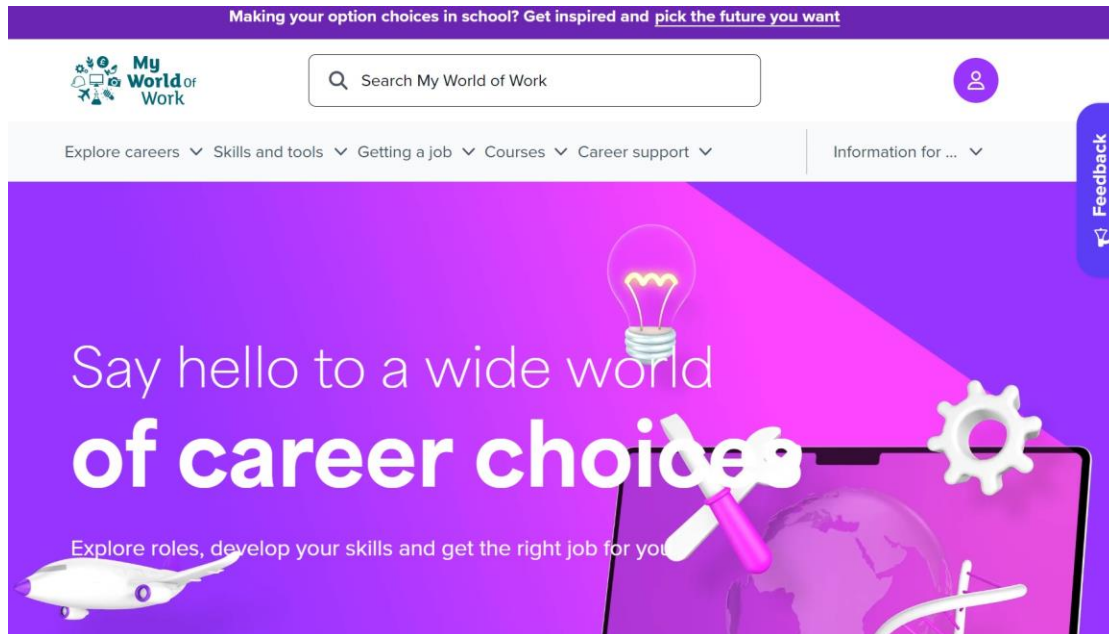 Making your option choices in school? Get inspired and pick the future you want
My
World of
Work
Search My World of Work
Explore careers Skills and tools Getting a job Courses Career support Information for ...
Feedback
Say hello to a wide world
of career choices
Explore roles, develop your skills and get the right job for you